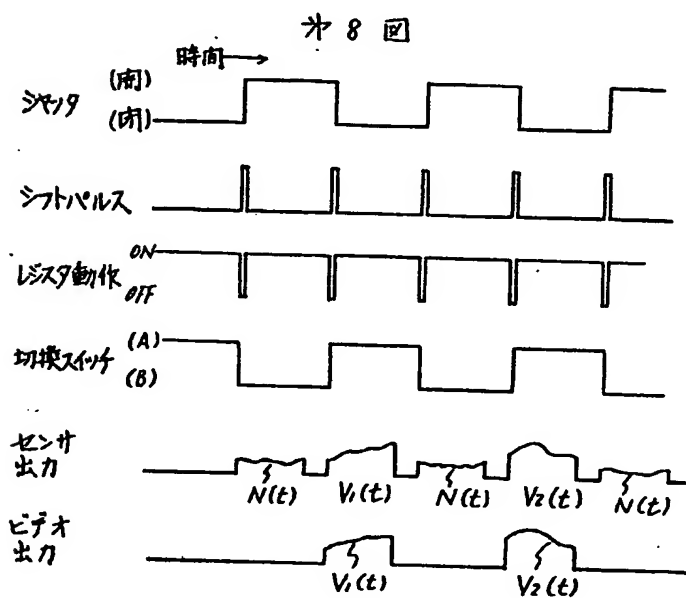 第8図
時間
シャッタ
(開)
(閉)
シフトパルス
レジスタ動作
ON
OFF
切換スイッチ
(A)
(B)
センサ
出力
N(t)
V₁(t)
N(t)
V₂(t)
N(t)
ビデオ
出力
V₁(t)
V₂(t)